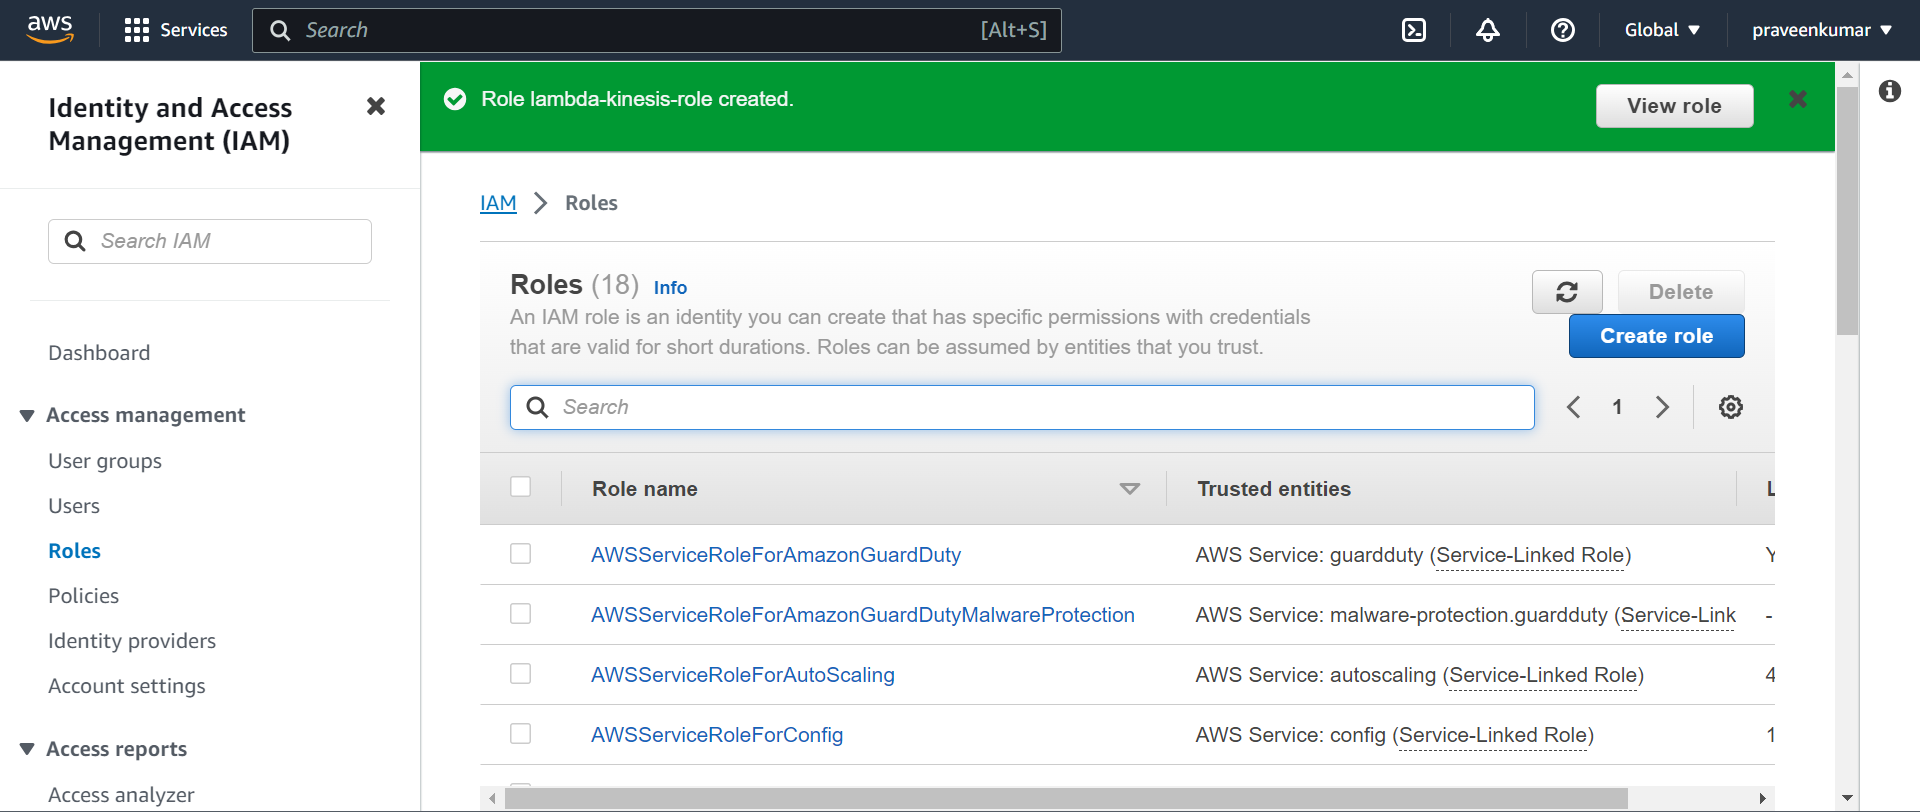 aws
Services
Search
[Alt+S]
Global
praveenkumar
Identity and Access
Management (IAM)
Search IAM
Dashboard
Access management
User groups
Users
Roles
Policies
Identity providers
Account settings
Access reports
Access analyzer
Role lambda-kinesis-role created.
View role
IAM
Roles
Roles (18) Info
An IAM role is an identity you can create that has specific permissions with credentials
that are valid for short durations. Roles can be assumed by entities that you trust.
Delete
Create role
Search
1
Role name
Trusted entities
L
AWSServiceRoleForAmazonGuardDuty
AWS Service: guardduty (Service-Linked Role)
Y
AWSServiceRoleForAmazonGuardDutyMalwareProtection
AWS Service: malware-protection.guardduty (Service-Link
-
AWSServiceRoleForAutoScaling
AWS Service: autoscaling (Service-Linked Role)
4
AWSServiceRoleForConfig
AWS Service: config (Service-Linked Role)
1